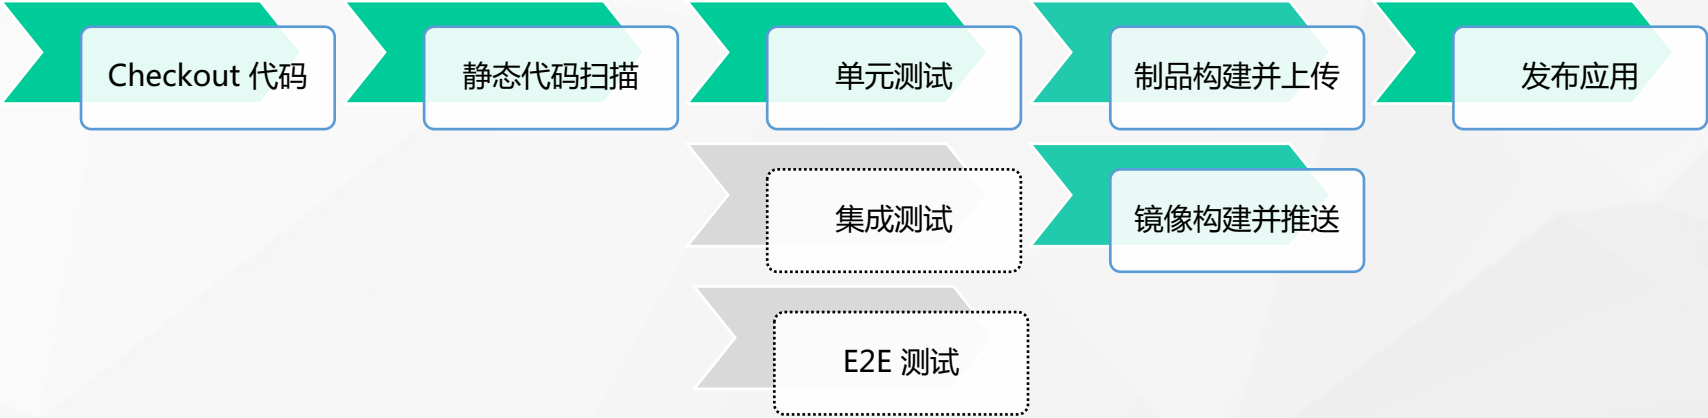 Checkout 代码
静态代码扫描
单元测试
制品构建并上传
发布应用
集成测试
镜像构建并推送
E2E 测试